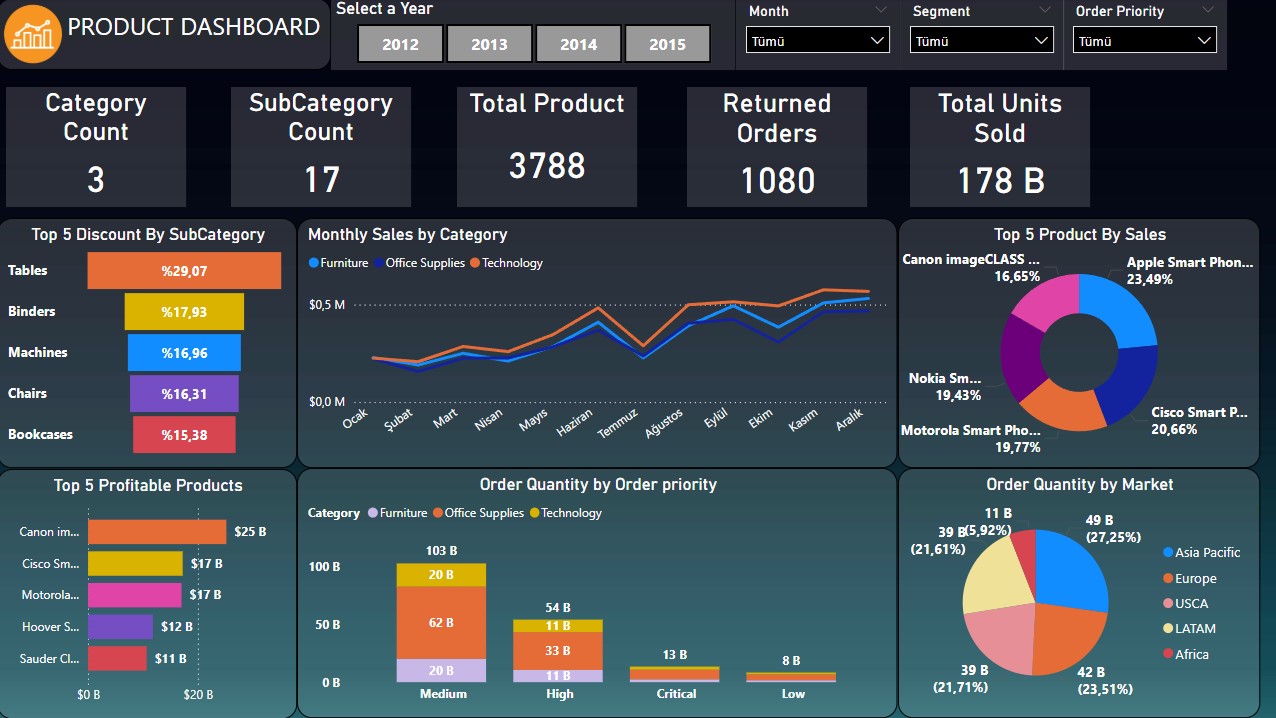 PRODUCT DASHBOARD
Select a Year
2012 2013 2014 2015
Month Segment Order Priority
Tümü Tümü Tümü
Category
Count
3
SubCategory
Count
17
Total Product
3788
Returned
Orders
1080
Total Units
Sold
178 B
Top 5 Discount By SubCategory
Tables %29,07
Binders %17,93
Machines %16,96
Chairs %16,31
Bookcases %15,38
Monthly Sales by Category
Furniture Office Supplies Technology
$0,5 M
$0,0 M
Ocak Şubat Mart Nisan Mayıs Haziran Temmuz Ağustos Eylül Ekim Kasım Aralık
Top 5 Product By Sales
Canon imageCLASS ...
16,65%
Apple Smart Phon...
23,49%
Nokia Sm...
19,43%
Cisco Smart P...
20,66%
Motorola Smart Pho...
19,77%
Top 5 Profitable Products
Canon im... $25 B
Cisco Sm... $17 B
Motorola... $17 B
Hoover S... $12 B
Sauder Cl... $11 B
$0 B $20 B
Order Quantity by Order priority
Category Furniture Office Supplies Technology
100 B
50 B
0 B
103 B
20 B
62 B
20 B
54 B
11 B
33 B
11 B
13 B
8 B
Medium High Critical Low
Order Quantity by Market
11 B
(5,92%)
49 B
(27,25%)
39 B
(21,61%)
39 B
(21,71%)
42 B
(23,51%)
Asia Pacific
Europe
USCA
LATAM
Africa